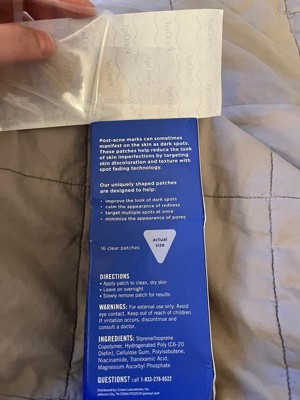 Post-acne marks can sometimes
manifest on the skin as dark spots.
These patches help reduce the look
of skin imperfections by targeting
skin discoloration and texture with
spot fading technology.
Our uniquely shaped patches
are designed to help:
• improve the look of dark spots
• calm the appearance of redness
• target multiple spots at once
• minimize the appearance of pores
16 clear patches
actual
size
DIRECTIONS
• Apply patch to clear, dry skin
• Leave on overnight
• Slowly remove patch for results
WARNINGS: For external use only. Avoid
eye contact. Keep out of reach of children.
If irritation occurs, discontinue and
consult a doctor.
INGREDIENTS: Styrene/Isoprene
Copolymer, Hydrogenated Poly (C6-20
Olefin), Cellulose Gum, Polyisobutene,
Niacinamide, Tranexamic Acid,
Magnesium Ascorbyl Phosphate
QUESTIONS? call 1-833-279-6522